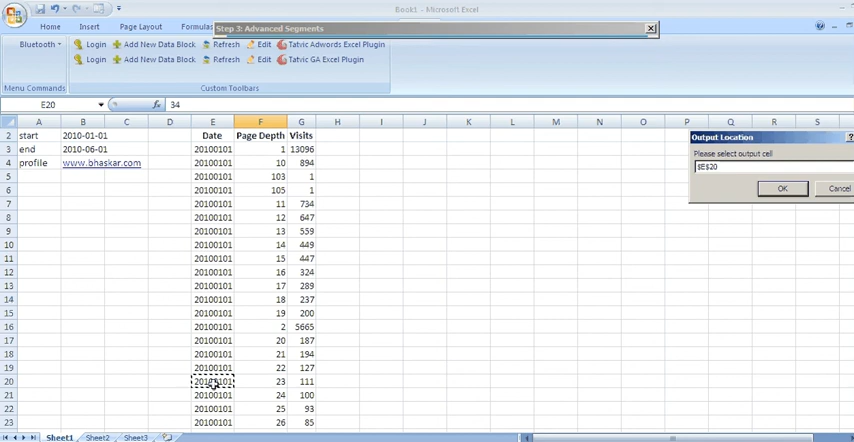 Book1 - Microsoft Excel
Step 3: Advanced Segments
Home Insert Page Layout Formulas
Bluetooth Login Add New Data Block Refresh Edit Tatvic Adwords Excel Plugin
Login Add New Data Block Refresh Edit Tatvic GA Excel Plugin
Menu Commands Custom Toolbars
E20 fx 34
A B C D E F G H I J K L M N O P Q R S
2 start 2010-01-01 Date Page Depth Visits
3 end 2010-06-01 20100101 1 13096
4 profile www.bhaskar.com 20100101 10 894
5 20100101 103 1
6 20100101 105 1
7 20100101 11 734
8 20100101 12 647
9 20100101 13 559
10 20100101 14 449
11 20100101 15 447
12 20100101 16 324
13 20100101 17 289
14 20100101 18 237
15 20100101 19 200
16 20100101 2 5665
17 20100101 20 187
18 20100101 21 194
19 20100101 22 127
20 20100101 23 111
21 20100101 24 100
22 20100101 25 93
23 20100101 26 85
Output Location ?
Please select output cell
$E$20
OK Cancel
Sheet1 Sheet2 Sheet3